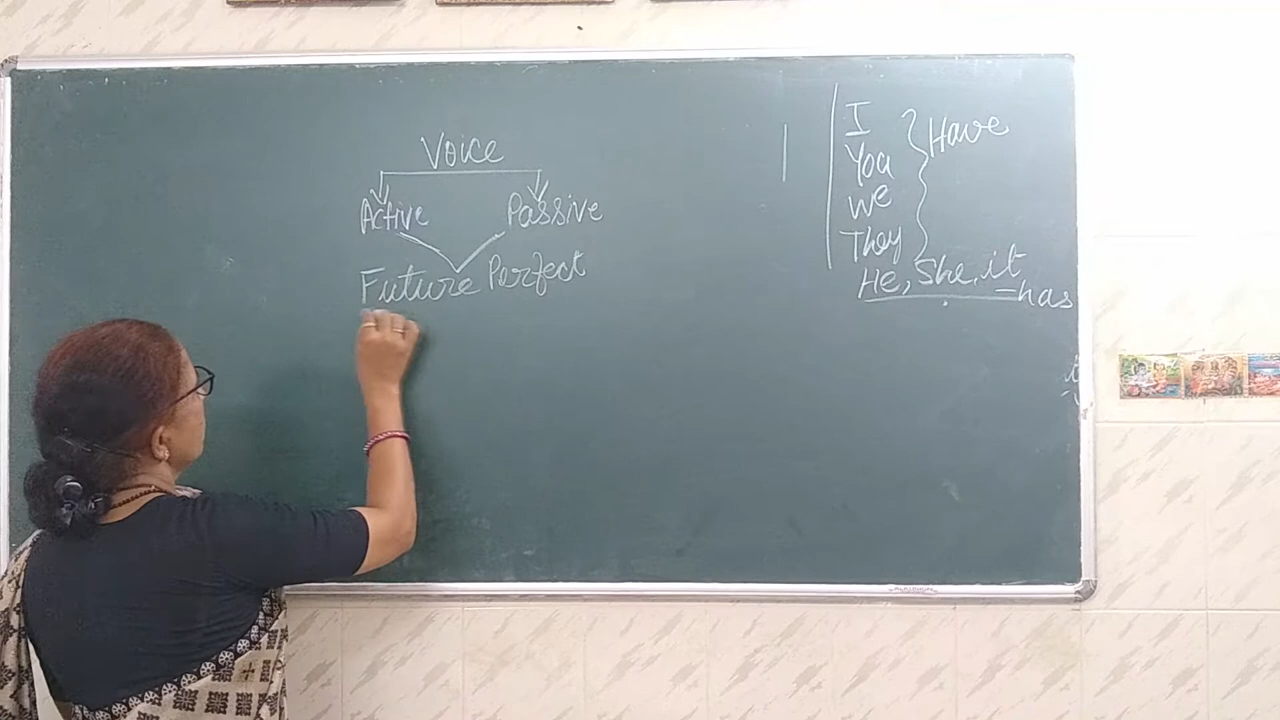 Voice
Active Passive
Future Perfect
I
You
We
They
Have
He, She, it
-has